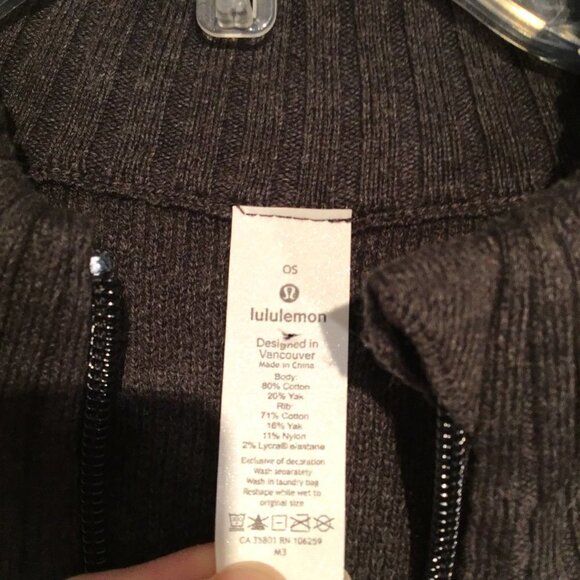 OS
lululemon
Designed in
Vancouver
Made in China
Body:
80% Cotton
20% Yak
Rib:
71% Cotton
16% Yak
11% Nylon
2% Lycra® elastane
Exclusive of decoration
Wash separately
Wash in laundry bag
Reshape while wet to
original size
CA 35801 RN 106259
M3